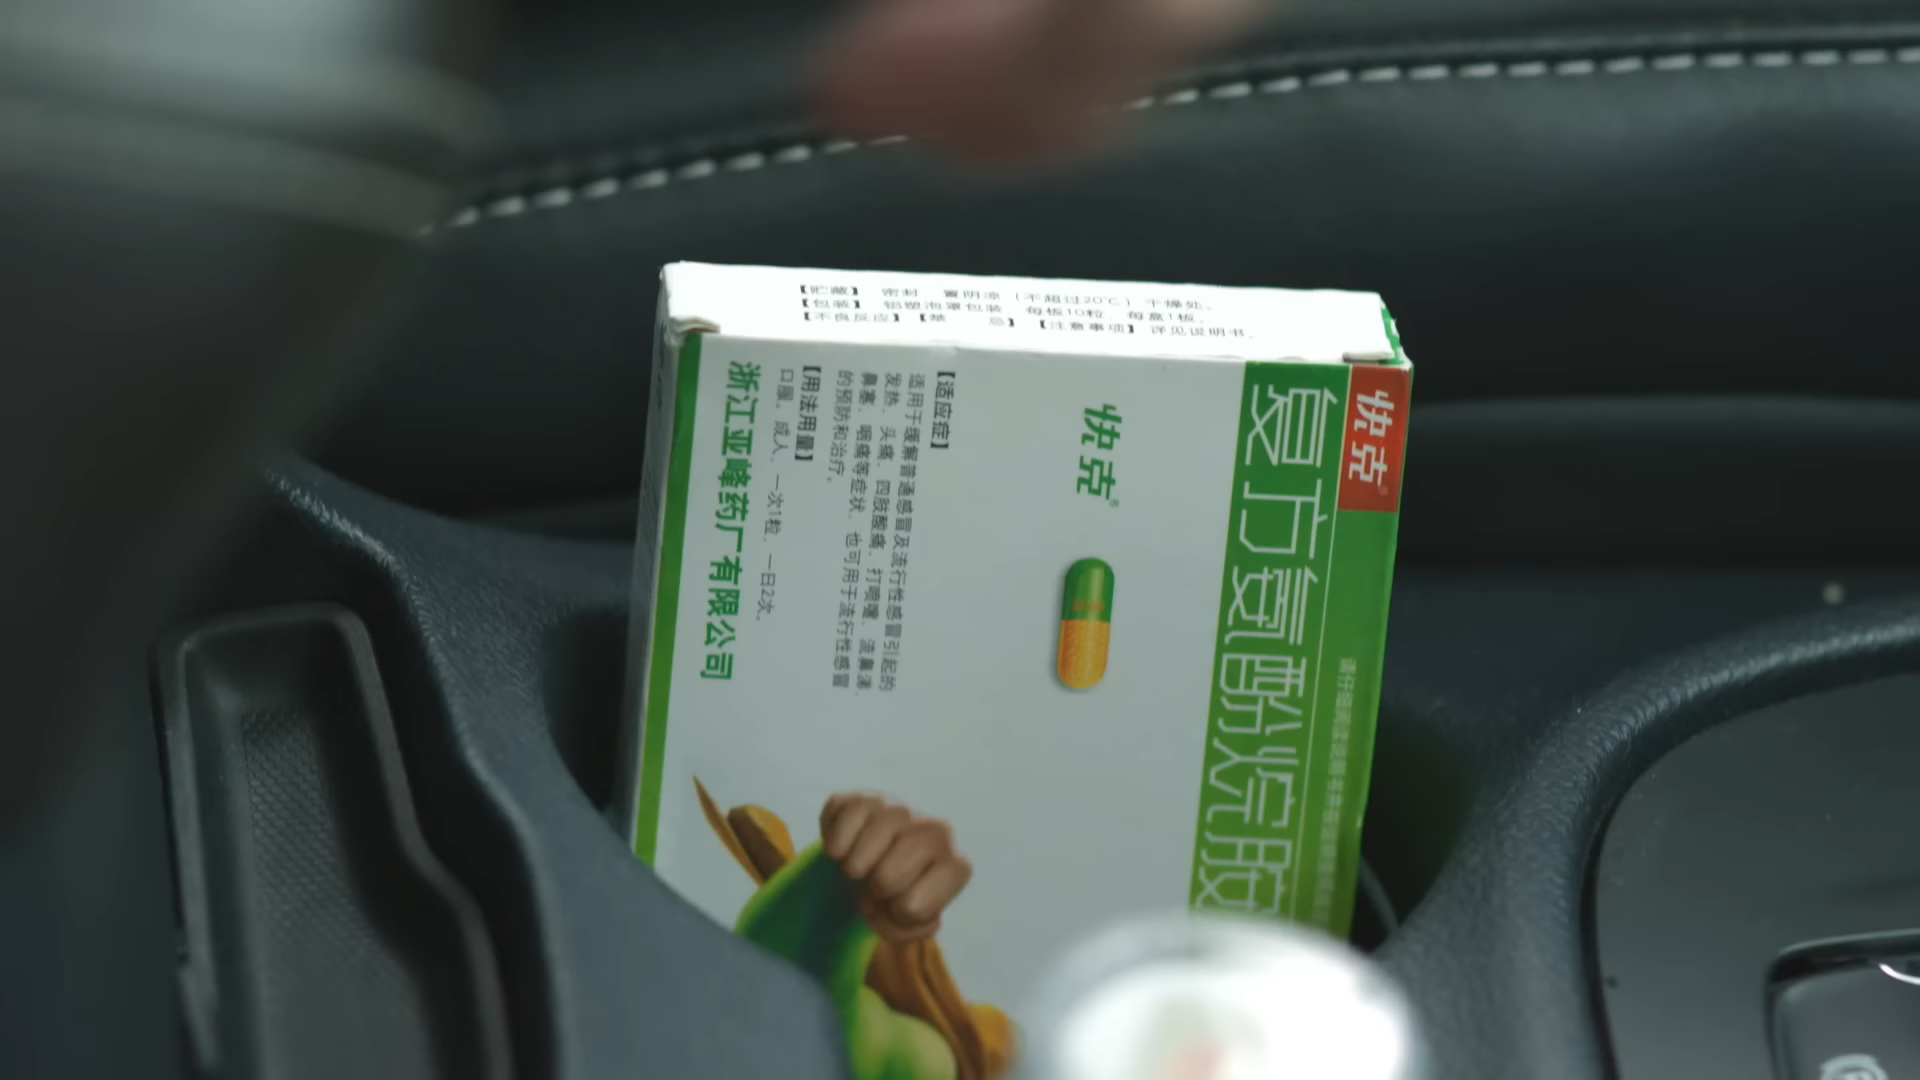 【贮藏】 密封,置阴凉(不超过20℃)干燥处。
【包装】 铝塑泡罩包装,每板10粒,每盒1板。
【不良反应】【禁 忌】【注意事项】 详见说明书。
快克
复方氨酚烷胶
快克®
【适应症】
适用于缓解普通感冒及流行性感冒引起的
发热、头痛、四肢酸痛、打喷嚏、流鼻涕、
鼻塞、咽痛等症状,也可用于流行性感冒
的预防和治疗。
【用法用量】
口服。成人,一次1粒,一日2次。
浙江亚峰药厂有限公司